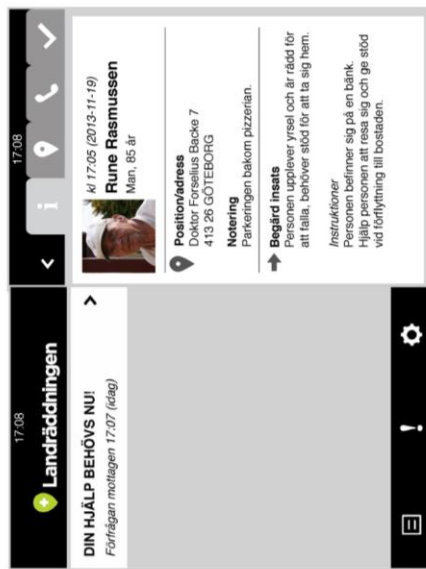 17:08
Landräddningen
DIN HJÄLP BEHÖVS NU!
Förfrågan mottagen 17:07 (idag)
17:08
i
kl 17:05 (2013-11-19)
Rune Rasmussen
Man, 85 år
Position/adress
Doktor Forselius Backe 7
413 26 GÖTEBORG
Notering
Parkeringen bakom pizzerian.
Begärd insats
Personen upplever yrsel och är rädd för
att falla, behöver stöd för att ta sig hem.
Instruktioner
Personen befinner sig på en bänk.
Hjälp personen att resa sig och ge stöd
vid förflyttning till bostaden.